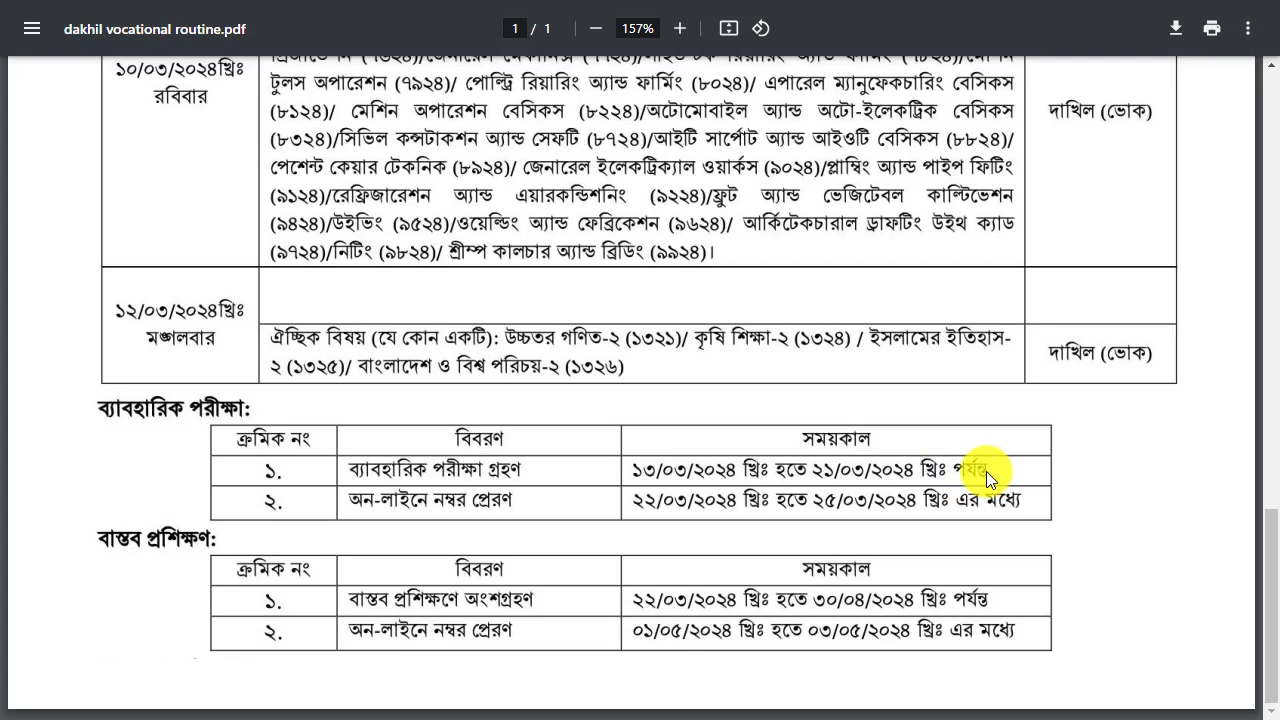 dakhil vocational routine.pdf
1 / 1
157%
১০/০৩/২০২৪খ্রিঃ
রবিবার
টুলস অপারেশন (৭৯২৪)/ পোল্ট্রি রিয়ারিং অ্যান্ড ফার্মিং (৮০২৪)/ এপারেল ম্যানুফেকচারিং বেসিকস
(৮১২৪)/ মেশিন অপারেশন বেসিকস (৮২২৪)/অটোমোবাইল অ্যান্ড অটো-ইলেকট্রিক বেসিকস
(৮৩২৪)/সিভিল কন্সটাকশন অ্যান্ড সেফটি (৮৭২৪)/আইটি সার্পোট অ্যান্ড আইওটি বেসিকস (৮৮২৪)/
পেশেন্ট কেয়ার টেকনিক (৮৯২৪)/ জেনারেল ইলেকট্রিক্যাল ওয়ার্কস (৯০২৪)/প্লাম্বিং অ্যান্ড পাইপ ফিটিং
(৯১২৪)/রেফ্রিজারেশন অ্যান্ড এয়ারকন্ডিশনিং (৯২২৪)/ফ্রুট অ্যান্ড ভেজিটেবল কাল্টিভেশন
(৯৪২৪)/উইভিং (৯৫২৪)/ওয়েল্ডিং অ্যান্ড ফেব্রিকেশন (৯৬২৪)/ আর্কিটেকচারাল ড্রাফটিং উইথ ক্যাড
(৯৭২৪)/নিটিং (৯৮২৪)/ শ্রীম্প কালচার অ্যান্ড ব্রিডিং (৯৯২৪)।
দাখিল (ভোক)
১২/০৩/২০২৪খ্রিঃ
মঙ্গলবার
ঐচ্ছিক বিষয় (যে কোন একটি): উচ্চতর গণিত-২ (১৩২১)/ কৃষি শিক্ষা-২ (১৩২৪) / ইসলামের ইতিহাস-
২ (১৩২৫)/ বাংলাদেশ ও বিশ্ব পরিচয়-২ (১৩২৬)
দাখিল (ভোক)
ব্যাবহারিক পরীক্ষা:
ক্রমিক নং বিবরণ সময়কাল
১. ব্যাবহারিক পরীক্ষা গ্রহণ ১৩/০৩/২০২৪ খ্রিঃ হতে ২১/০৩/২০২৪ খ্রিঃ পর্যন্ত
২. অন-লাইনে নম্বর প্রেরণ ২২/০৩/২০২৪ খ্রিঃ হতে ২৫/০৩/২০২৪ খ্রিঃ এর মধ্যে
বাস্তব প্রশিক্ষণ:
ক্রমিক নং বিবরণ সময়কাল
১. বাস্তব প্রশিক্ষণে অংশগ্রহণ ২২/০৩/২০২৪ খ্রিঃ হতে ৩০/০৪/২০২৪ খ্রিঃ পর্যন্ত
২. অন-লাইনে নম্বর প্রেরণ ০১/০৫/২০২৪ খ্রিঃ হতে ০৩/০৫/২০২৪ খ্রিঃ এর মধ্যে